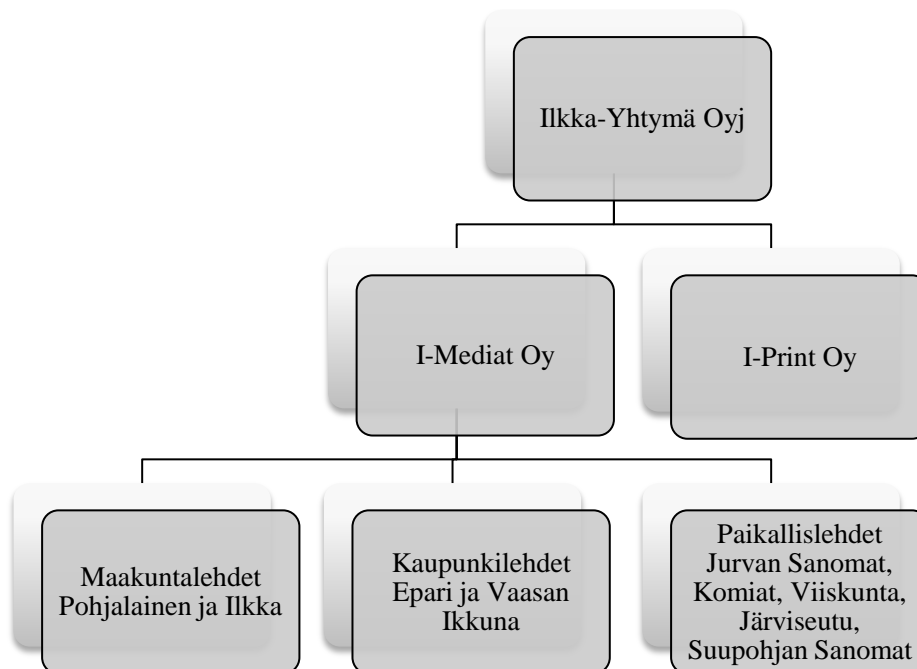 Ilkka-Yhtymä Oyj
I-Mediat Oy
I-Print Oy
Maakuntalehdet
Pohjalainen ja Ilkka
Kaupunkilehdet
Epari ja Vaasan
Ikkuna
Paikallislehdet
Jurvan Sanomat,
Komiat, Viiskunta,
Järviseutu,
Suupohjan Sanomat